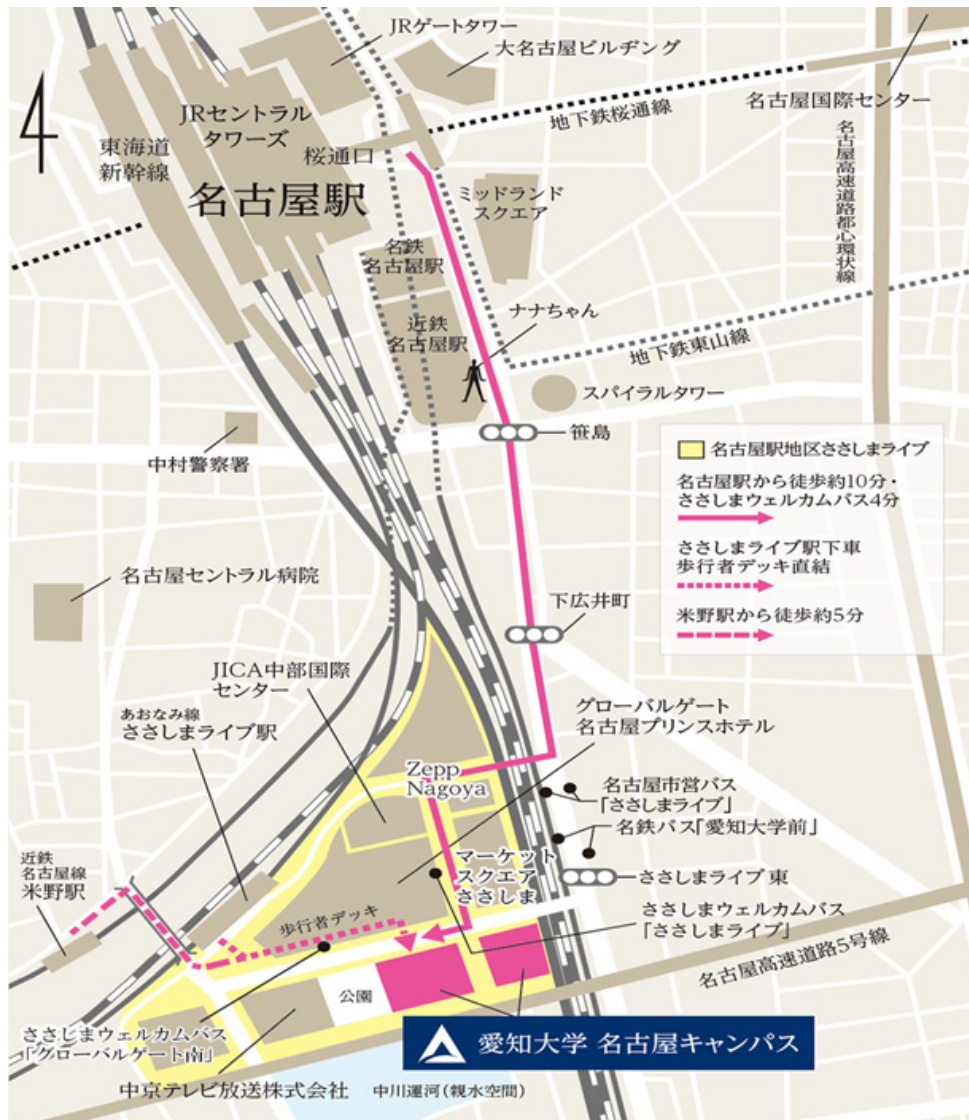 JRゲートタワー
大名古屋ビルヂング
JRセントラル
タワーズ
東海道
新幹線
桜通口
名古屋駅
地下鉄桜通線
名古屋国際センター
名古屋高速道路都心環状線
ミッドランド
スクエア
名鉄
名古屋駅
近鉄
名古屋駅
ナナちゃん
地下鉄東山線
スパイラルタワー
笹島
中村警察署
名古屋駅地区ささしまライブ
名古屋駅から徒歩約10分・
ささしまウェルカムバス4分
ささしまライブ駅下車
歩行者デッキ直結
米野駅から徒歩約5分
名古屋セントラル病院
下広井町
JICA中部国際
センター
あおなみ線
ささしまライブ駅
グローバルゲート
名古屋プリンスホテル
Zepp
Nagoya
名古屋市営バス
「ささしまライブ」
名鉄バス「愛知大学前」
マーケット
スクエア
ささしま
ささしまライブ 東
近鉄
名古屋線
米野駅
歩行者デッキ
ささしまウェルカムバス
「ささしまライブ」
名古屋高速道路5号線
公園
ささしまウェルカムバス
「グローバルゲート南」
愛知大学 名古屋キャンパス
中京テレビ放送株式会社
中川運河(親水空間)